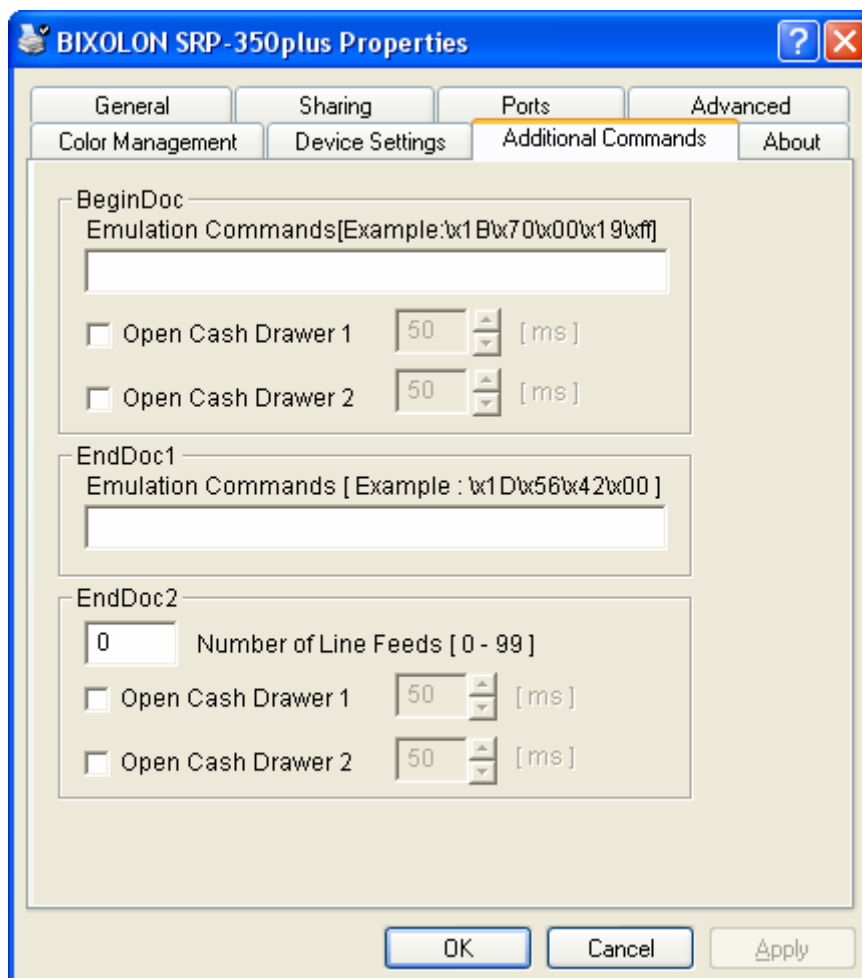 BIXOLON SRP-350plus Properties
General Sharing Ports Advanced
Color Management Device Settings Additional Commands About
BeginDoc
Emulation Commands[Example:\x1B\x70\x00\x19\xff]
Open Cash Drawer 1 50 [ ms ]
Open Cash Drawer 2 50 [ ms ]
EndDoc1
Emulation Commands [ Example : \x1D\x56\x42\x00 ]
EndDoc2
0 Number of Line Feeds [ 0 - 99 ]
Open Cash Drawer 1 50 [ ms ]
Open Cash Drawer 2 50 [ ms ]
OK Cancel Apply